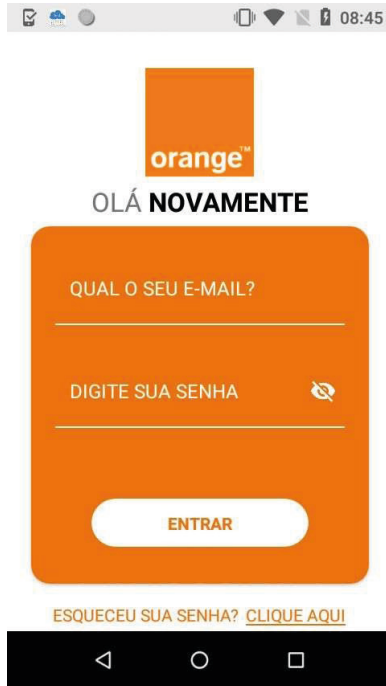 08:45
orange™
OLÁ NOVAMENTE
QUAL O SEU E-MAIL?
DIGITE SUA SENHA
ENTRAR
ESQUECEU SUA SENHA? CLIQUE AQUI